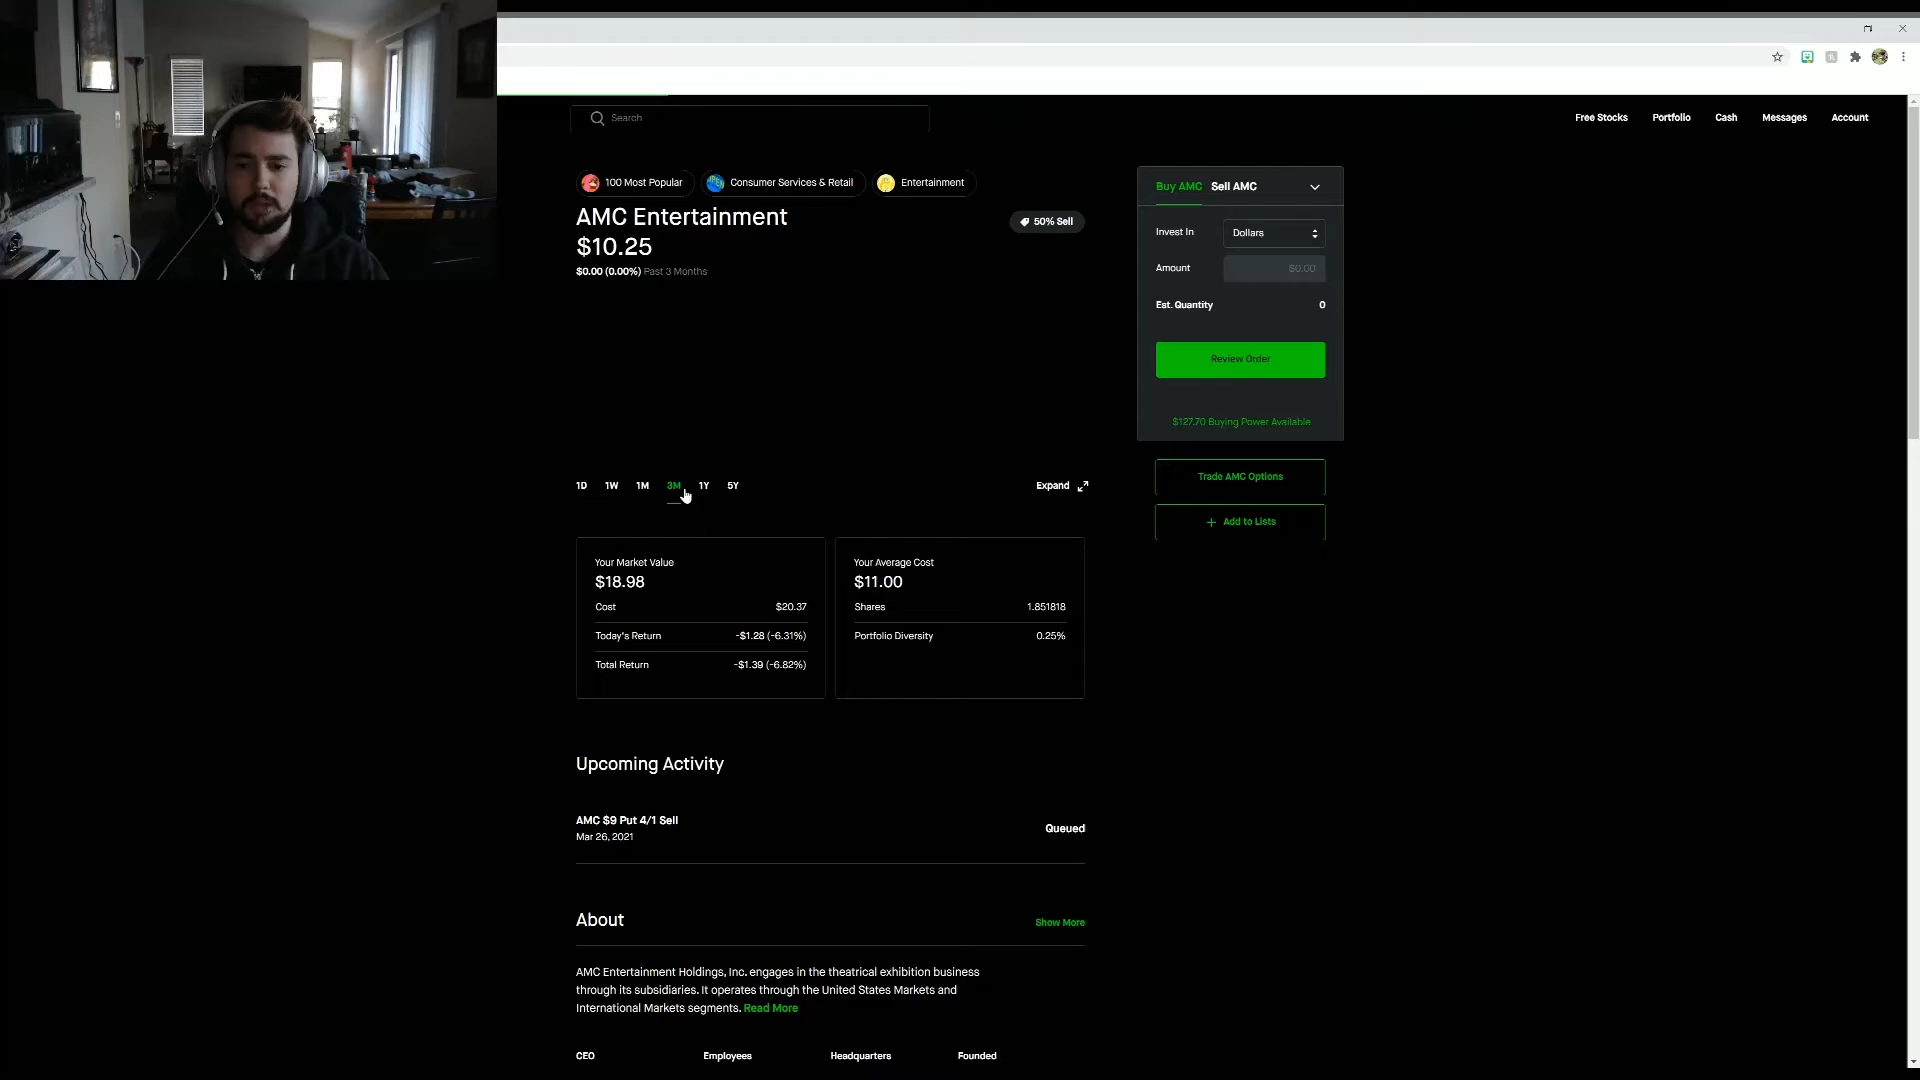 Search
Free Stocks Portfolio Cash Messages Account
100 Most Popular Consumer Services & Retail Entertainment
AMC Entertainment
$10.25
$0.00 (0.00%) Past 3 Months
50% Sell
Buy AMC Sell AMC
Invest In Dollars
Amount $0.00
Est. Quantity 0
Review Order
$127.70 Buying Power Available
Trade AMC Options
Add to Lists
1D 1W 1M 3M 1Y 5Y Expand
Your Market Value
$18.98
Cost $20.37
Today's Return -$1.28 (-6.31%)
Total Return -$1.39 (-6.82%)
Your Average Cost
$11.00
Shares 1.851818
Portfolio Diversity 0.25%
Upcoming Activity
AMC $9 Put 4/1 Sell
Mar 26, 2021
Queued
About Show More
AMC Entertainment Holdings, Inc. engages in the theatrical exhibition business
through its subsidiaries. It operates through the United States Markets and
International Markets segments. Read More
CEO Employees Headquarters Founded